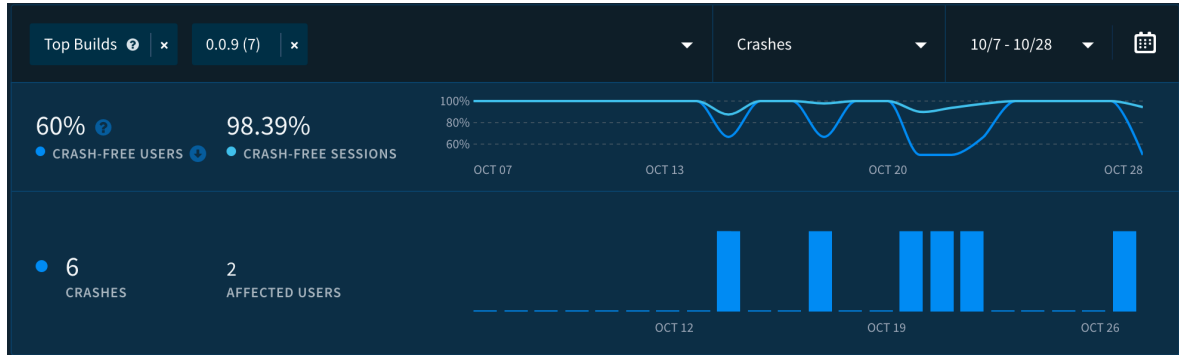 Top Builds ? × 0.0.9 (7) × Crashes 10/7 - 10/28
60% ? 98.39%
CRASH-FREE USERS CRASH-FREE SESSIONS
100%
80%
60%
OCT 07 OCT 13 OCT 20 OCT 28
6 2
CRASHES AFFECTED USERS
OCT 12 OCT 19 OCT 26